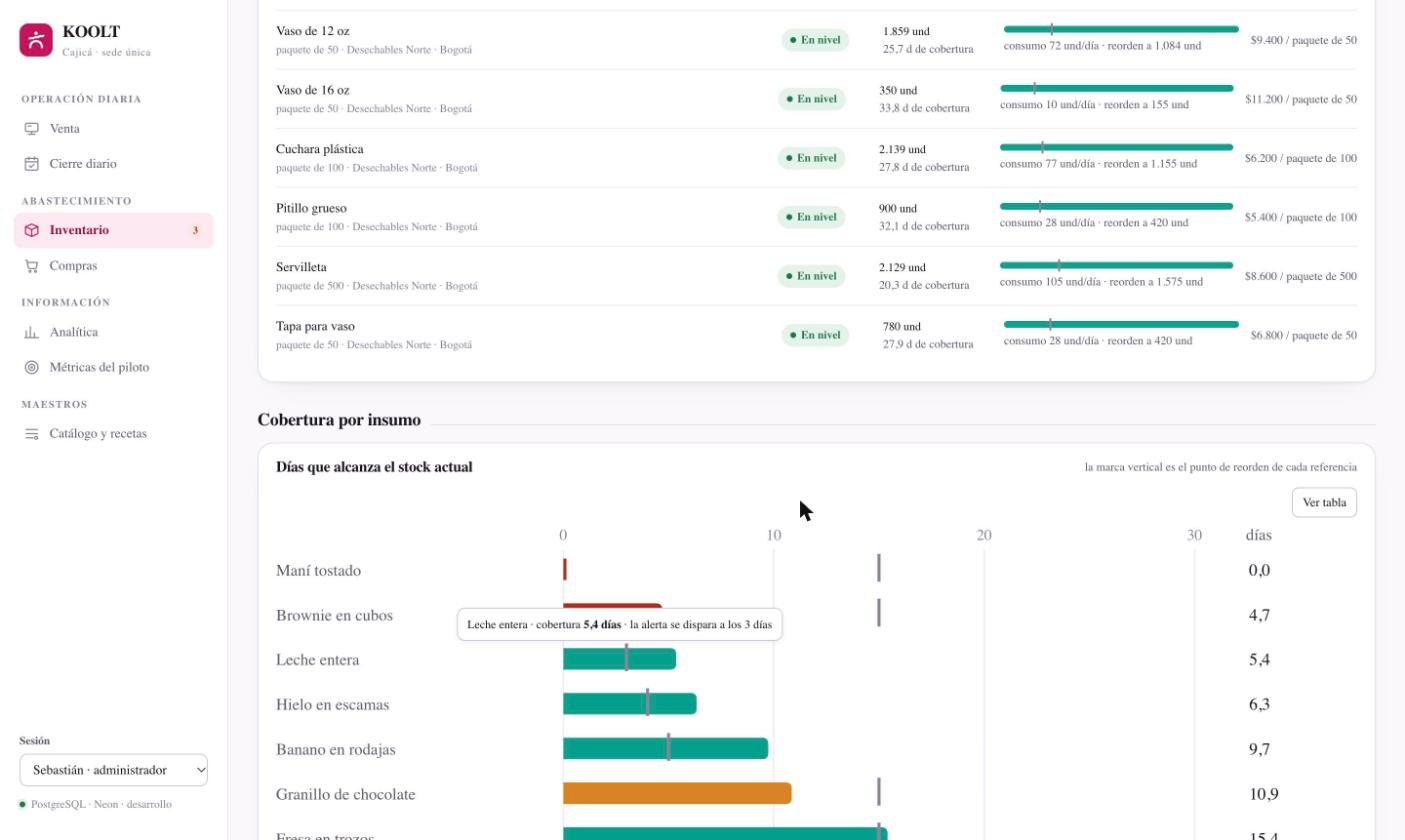 KOOLT
Cajicá · sede única
OPERACIÓN DIARIA
Venta
Cierre diario
ABASTECIMIENTO
Inventario 3
Compras
INFORMACIÓN
Analítica
Métricas del piloto
MAESTROS
Catálogo y recetas
Sesión
Sebastián · administrador
PostgreSQL · Neon · desarrollo
Vaso de 12 oz
paquete de 50 · Desechables Norte · Bogotá
En nivel
1.859 und
25,7 d de cobertura
consumo 72 und/día · reorden a 1.084 und
$9.400 / paquete de 50
Vaso de 16 oz
paquete de 50 · Desechables Norte · Bogotá
En nivel
350 und
33,8 d de cobertura
consumo 10 und/día · reorden a 155 und
$11.200 / paquete de 50
Cuchara plástica
paquete de 100 · Desechables Norte · Bogotá
En nivel
2.139 und
27,8 d de cobertura
consumo 77 und/día · reorden a 1.155 und
$6.200 / paquete de 100
Pitillo grueso
paquete de 100 · Desechables Norte · Bogotá
En nivel
900 und
32,1 d de cobertura
consumo 28 und/día · reorden a 420 und
$5.400 / paquete de 100
Servilleta
paquete de 500 · Desechables Norte · Bogotá
En nivel
2.129 und
20,3 d de cobertura
consumo 105 und/día · reorden a 1.575 und
$8.600 / paquete de 500
Tapa para vaso
paquete de 50 · Desechables Norte · Bogotá
En nivel
780 und
27,9 d de cobertura
consumo 28 und/día · reorden a 420 und
$6.800 / paquete de 50
Cobertura por insumo
Días que alcanza el stock actual
la marca vertical es el punto de reorden de cada referencia
Ver tabla
0 10 20 30 días
Maní tostado 0,0
Brownie en cubos 4,7
Leche entera · cobertura 5,4 días · la alerta se dispara a los 3 días
Leche entera 5,4
Hielo en escamas 6,3
Banano en rodajas 9,7
Granillo de chocolate 10,9
Fresa en trozos 15,4